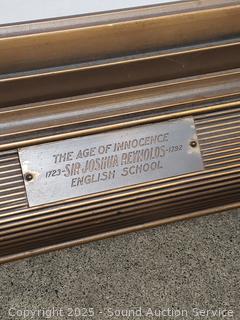 THE AGE OF INNOCENCE
1723-SIR JOSHUA REYNOLDS-1792
ENGLISH SCHOOL
Copyright 2025 - Sound Auction Service